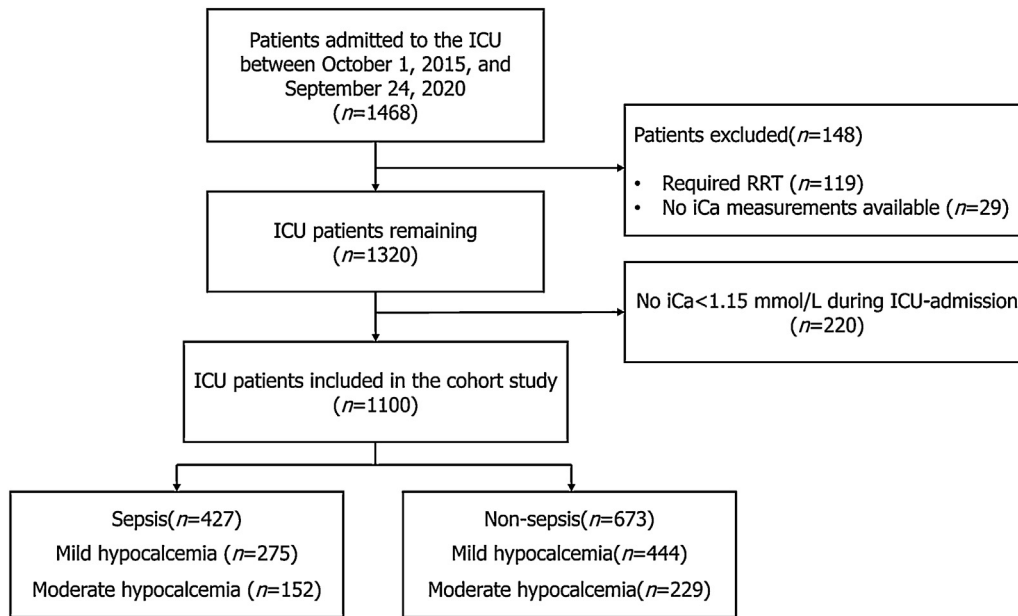 Patients admitted to the ICU
between October 1, 2015, and
September 24, 2020
(n=1468)
Patients excluded(n=148)
• Required RRT (n=119)
• No iCa measurements available (n=29)
ICU patients remaining
(n=1320)
No iCa<1.15 mmol/L during ICU-admission
(n=220)
ICU patients included in the cohort study
(n=1100)
Sepsis(n=427)
Mild hypocalcemia (n=275)
Moderate hypocalcemia (n=152)
Non-sepsis(n=673)
Mild hypocalcemia(n=444)
Moderate hypocalcemia(n=229)